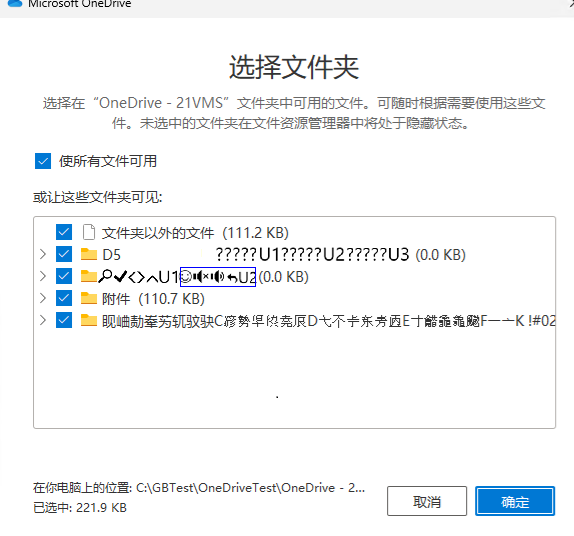 Microsoft OneDrive
选择文件夹
选择在“OneDrive - 21VMS”文件夹中可用的文件。可随时根据需要使用这些文
件。未选中的文件夹在文件资源管理器中将处于隐藏状态。
使所有文件可用
或让这些文件夹可见:
文件夹以外的文件 (111.2 KB)
D5 ?????U1?????U2?????U3 (0.0 KB)
U1 U2 (0.0 KB)
附件 (110.7 KB)
在你电脑上的位置: C:\GBTest\OneDriveTest\OneDrive - 2...
已选中: 221.9 KB
取消
确定